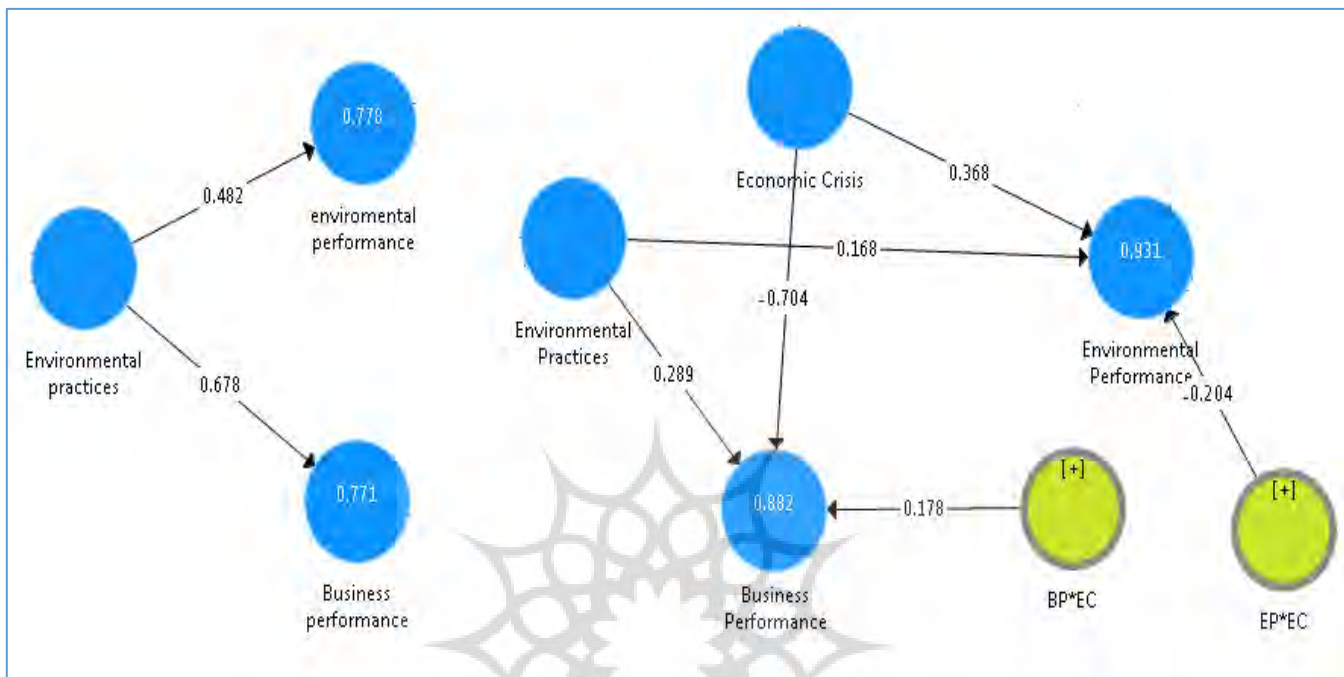 0.778
0.482
enviromental
performance
Environmental
practices
0.678
0.771
Business
performance
Economic Crisis
0.368
0.168
0.931
-0.704
Environmental
Practices
Environmental
Performance
0.289
-0.204
0.882
[+]
0.178
[+]
Business
Performance
BP*EC
EP*EC